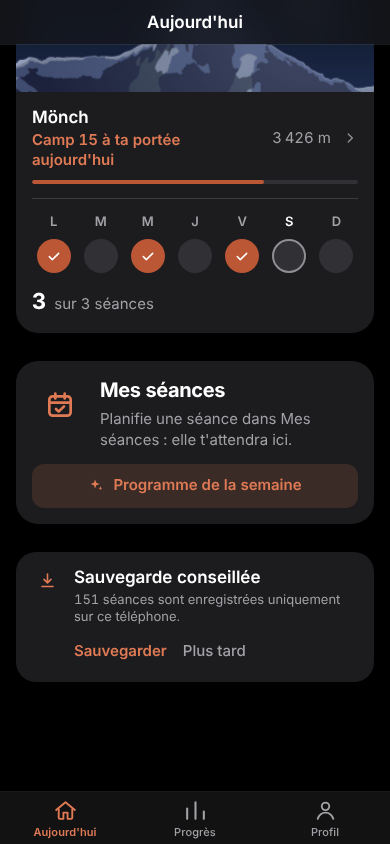 Aujourd'hui
Mönch
Camp 15 à ta portée
aujourd'hui
3 426 m
L M M J V S D
3 sur 3 séances
Mes séances
Planifie une séance dans Mes
séances : elle t'attendra ici.
Programme de la semaine
Sauvegarde conseillée
151 séances sont enregistrées uniquement
sur ce téléphone.
Sauvegarder Plus tard
Aujourd'hui Progrès Profil